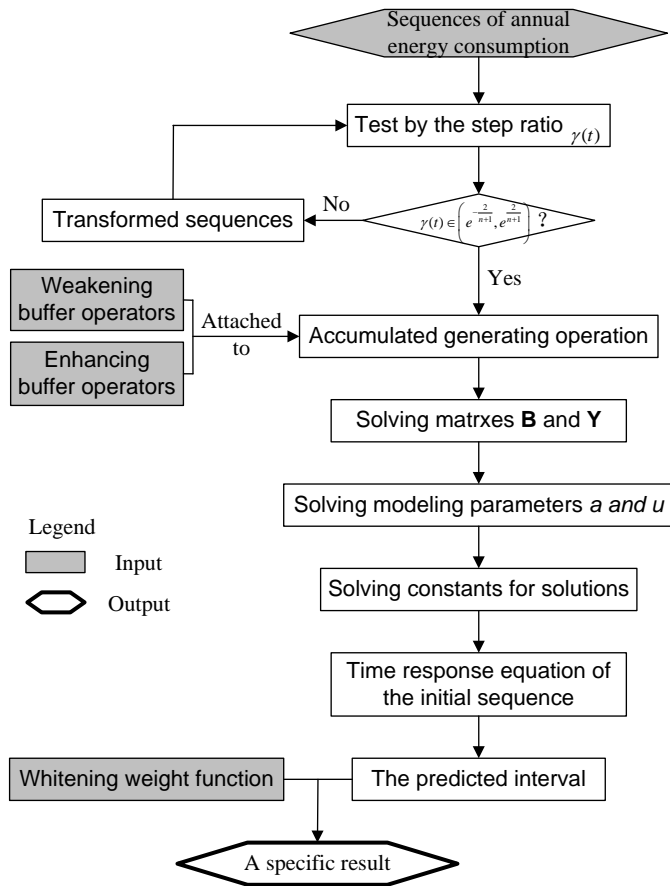 Sequences of annual
energy consumption
Test by the step ratio γ(t)
No
Transformed sequences
γ(t) ∈ (e^{-\frac{2}{n+1}}, e^{\frac{2}{n+1}}) ?
Yes
Weakening
buffer operators
Attached
to
Enhancing
buffer operators
Accumulated generating operation
Solving matrxes B and Y
Solving modeling parameters a and u
Legend
Input
Output
Solving constants for solutions
Time response equation of
the initial sequence
Whitening weight function
The predicted interval
A specific result